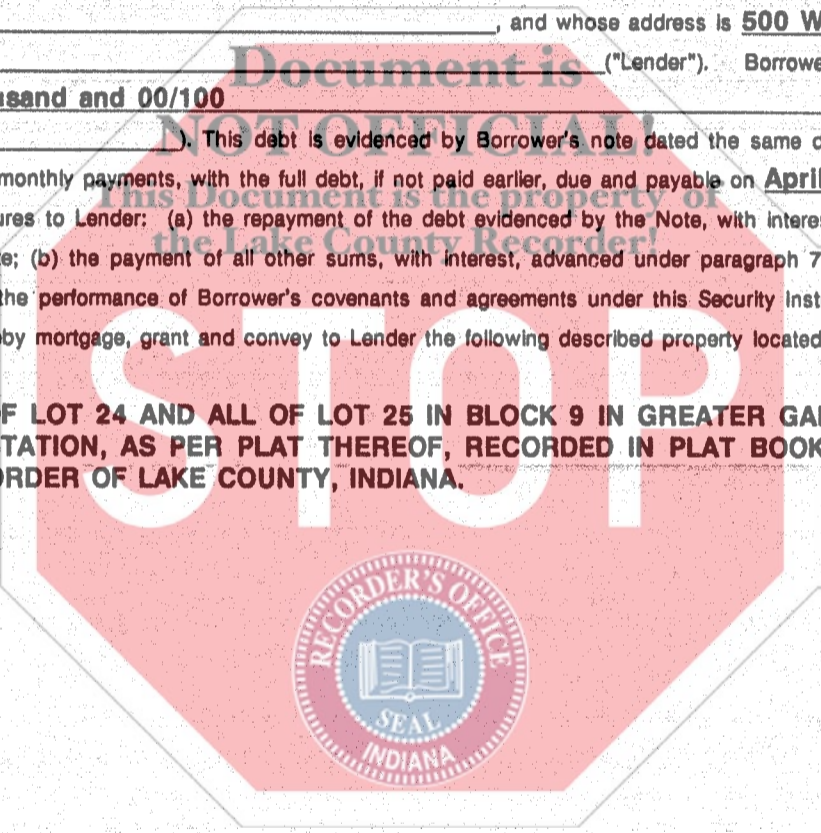 , and whose address is 500 W
Document is
("Lender"). Borrowe
usand and 00/100
NOT OFFICIAL!
). This debt is evidenced by Borrower's note dated the same d
monthly payments, with the full debt, if not paid earlier, due and payable on April
This Document is the property of
ures to Lender: (a) the repayment of the debt evidenced by the Note, with interes
the Lake County Recorder!
e; (b) the payment of all other sums, with interest, advanced under paragraph 7
the performance of Borrower's covenants and agreements under this Security Inst
by mortgage, grant and convey to Lender the following described property located
STOP
F LOT 24 AND ALL OF LOT 25 IN BLOCK 9 IN GREATER GA
TATION, AS PER PLAT THEREOF, RECORDED IN PLAT BOOK
ORDER OF LAKE COUNTY, INDIANA.
RECORDER'S OFFICE
SEAL
INDIANA